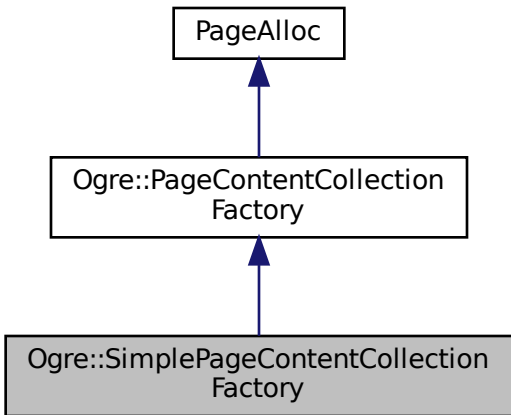 PageAlloc
Ogre::PageContentCollection
Factory
Ogre::SimplePageContentCollection
Factory